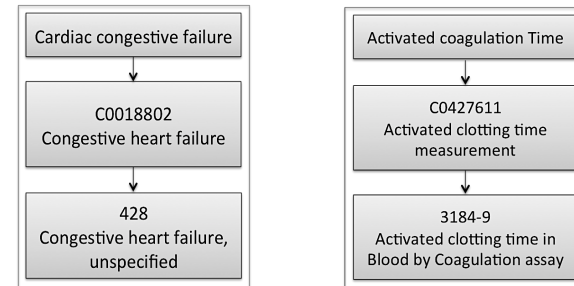 Cardiac congestive failure
C0018802
Congestive heart failure
428
Congestive heart failure,
unspecified
Activated coagulation Time
C0427611
Activated clotting time
measurement
3184-9
Activated clotting time in
Blood by Coagulation assay